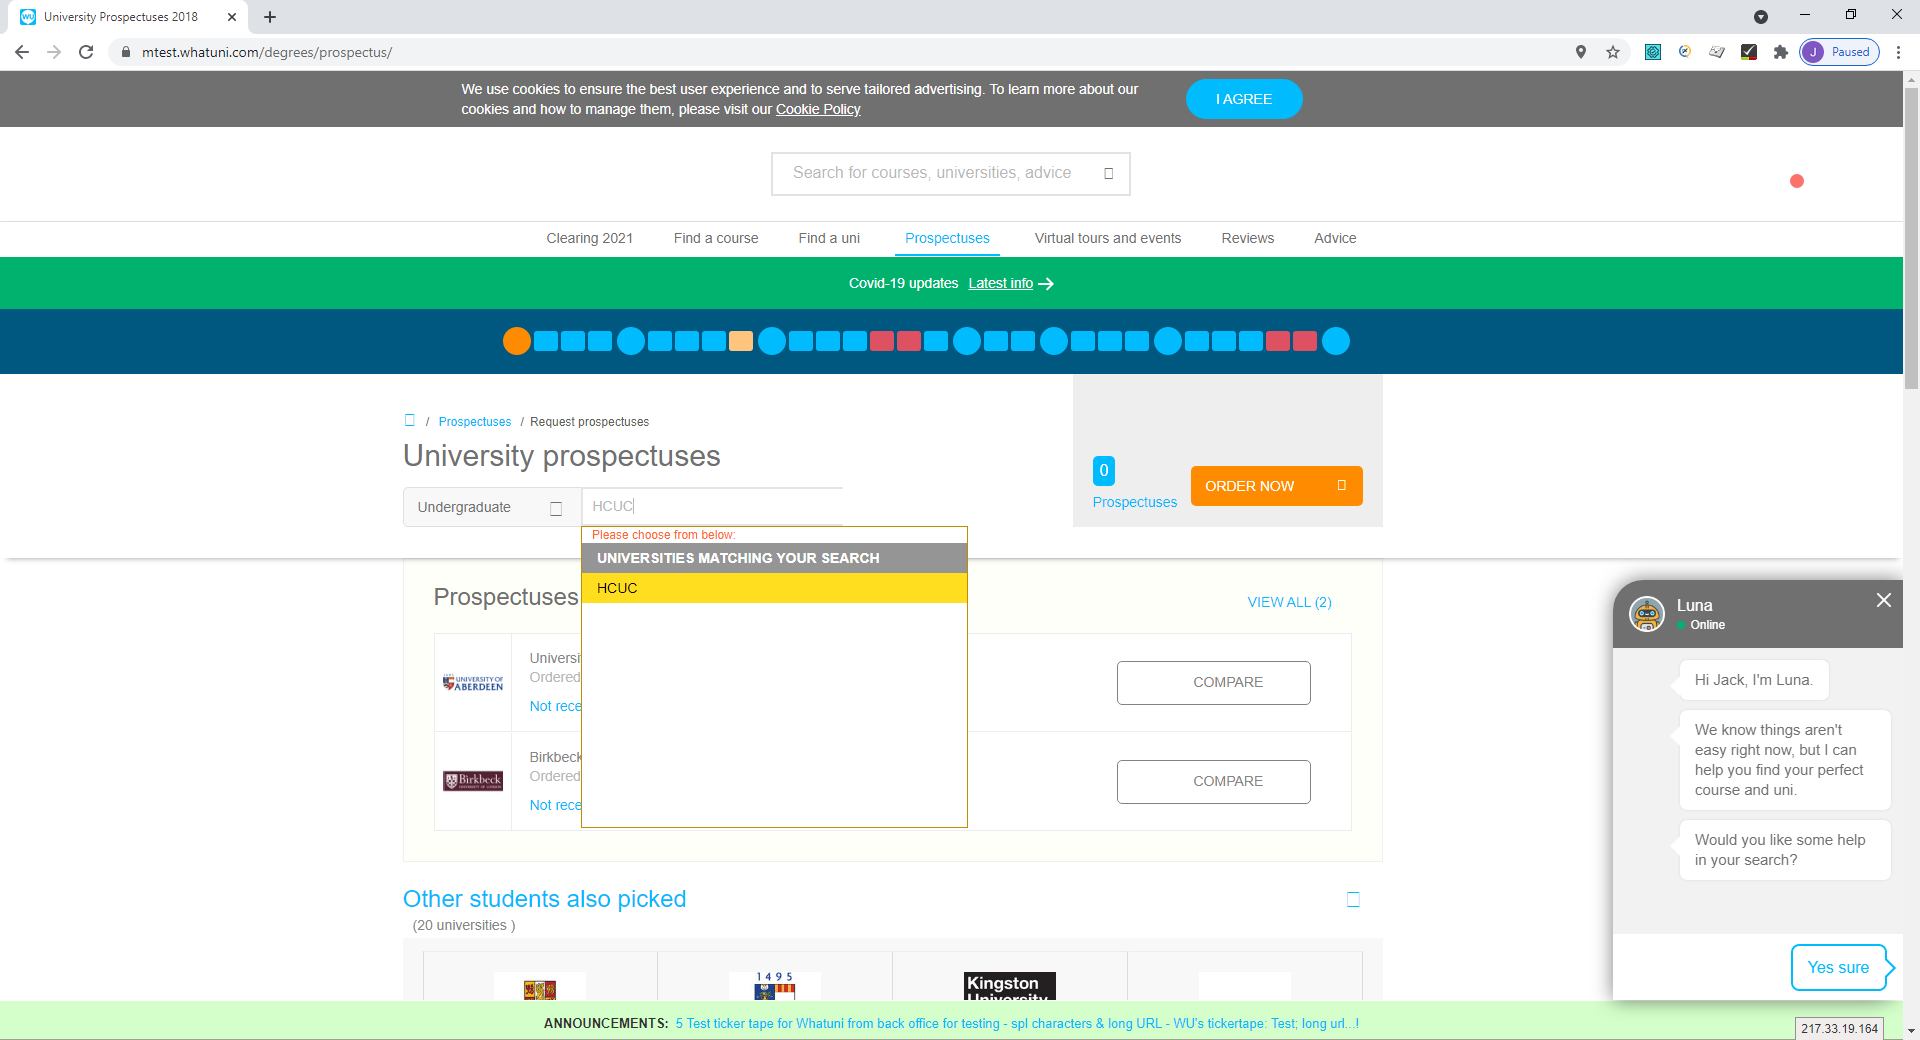 University Prospectuses 2018
mtest.whatuni.com/degrees/prospectus/
J Paused
We use cookies to ensure the best user experience and to serve tailored advertising. To learn more about our
cookies and how to manage them, please visit our Cookie Policy
I AGREE
Search for courses, universities, advice
Clearing 2021 Find a course Find a uni Prospectuses Virtual tours and events Reviews Advice
Covid-19 updates Latest info
/ Prospectuses / Request prospectuses
University prospectuses
0
Prospectuses
ORDER NOW
Undergraduate
HCUC
Please choose from below:
UNIVERSITIES MATCHING YOUR SEARCH
HCUC
Prospectuses
VIEW ALL (2)
UNIVERSITY OF
ABERDEEN
Universi
Ordered
Not rece
COMPARE
Birkbeck
Birkbeck
Ordered
Not rece
COMPARE
Other students also picked
(20 universities )
1495
Kingston
University
Luna
Online
Hi Jack, I'm Luna.
We know things aren't
easy right now, but I can
help you find your perfect
course and uni.
Would you like some help
in your search?
Yes sure
ANNOUNCEMENTS: 5 Test ticker tape for Whatuni from back office for testing - spl characters & long URL - WU's tickertape: Test; long url...!
217.33.19.164